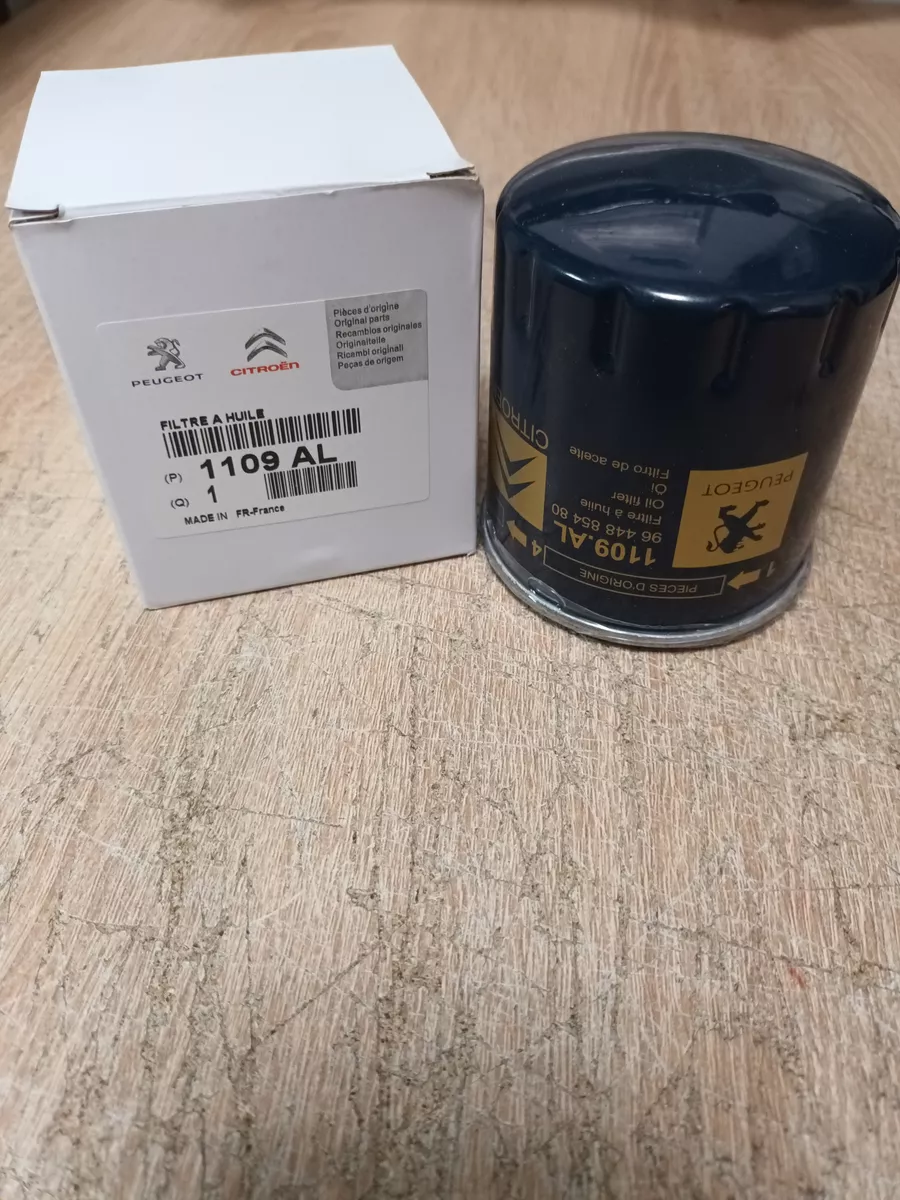 PEUGEOT
CITROËN
Pièces d'origine
Original parts
Recambios originales
Originalteile
Ricambi originali
Peças de origem
FILTRE A HUILE
(P) 1109 AL
(Q) 1
MADE IN FR-France
1 PIECES D'ORIGINE 4
1109.AL
96 448 854 80
Filtre à huile
Oil filter
Öl
Filtro de aceite
PEUGEOT
CITROË